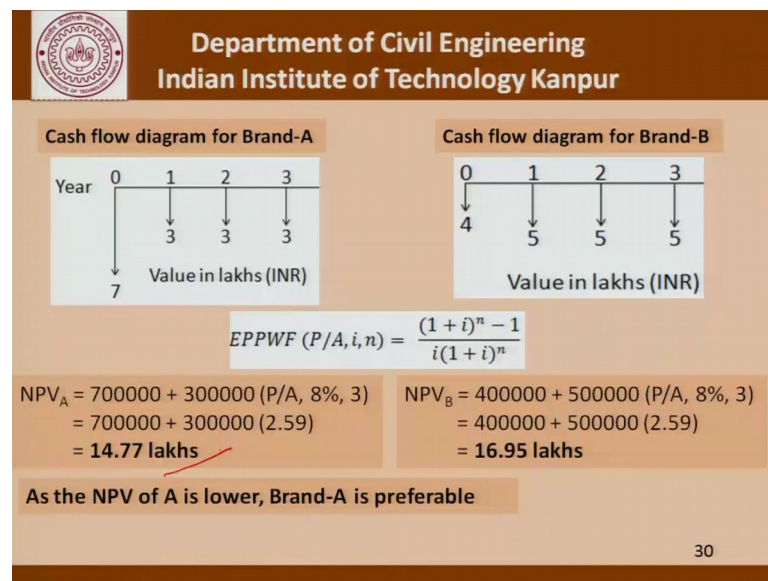 Department of Civil Engineering
Indian Institute of Technology Kanpur
Cash flow diagram for Brand-A
Year 0 1 2 3
3 3 3
7
Value in lakhs (INR)
Cash flow diagram for Brand-B
0 1 2 3
4
5 5 5
Value in lakhs (INR)
EPPWF (P/A, i, n) = \frac{(1 + i)^n − 1}{i(1 + i)^n}
NPV_A = 700000 + 300000 (P/A, 8%, 3)
= 700000 + 300000 (2.59)
= 14.77 lakhs
NPV_B = 400000 + 500000 (P/A, 8%, 3)
= 400000 + 500000 (2.59)
= 16.95 lakhs
As the NPV of A is lower, Brand-A is preferable
30